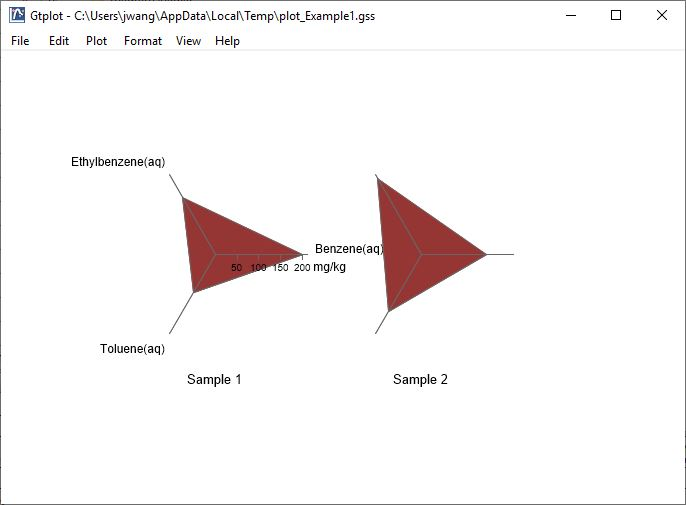 Gtplot - C:\Users\jwang\AppData\Local\Temp\plot_Example1.gss
File Edit Plot Format View Help
Ethylbenzene(aq)
Benzene(aq)
50 100 150 200 mg/kg
Toluene(aq)
Sample 1 Sample 2